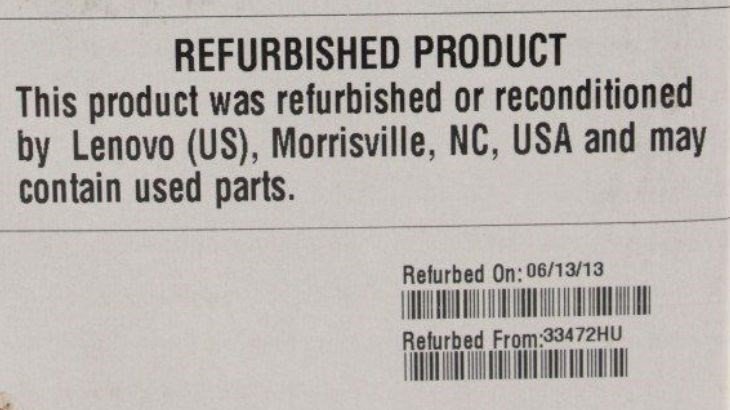 REFURBISHED PRODUCT
This product was refurbished or reconditioned
by Lenovo (US), Morrisville, NC, USA and may
contain used parts.
Refurbed On: 06/13/13
Refurbed From:33472HU